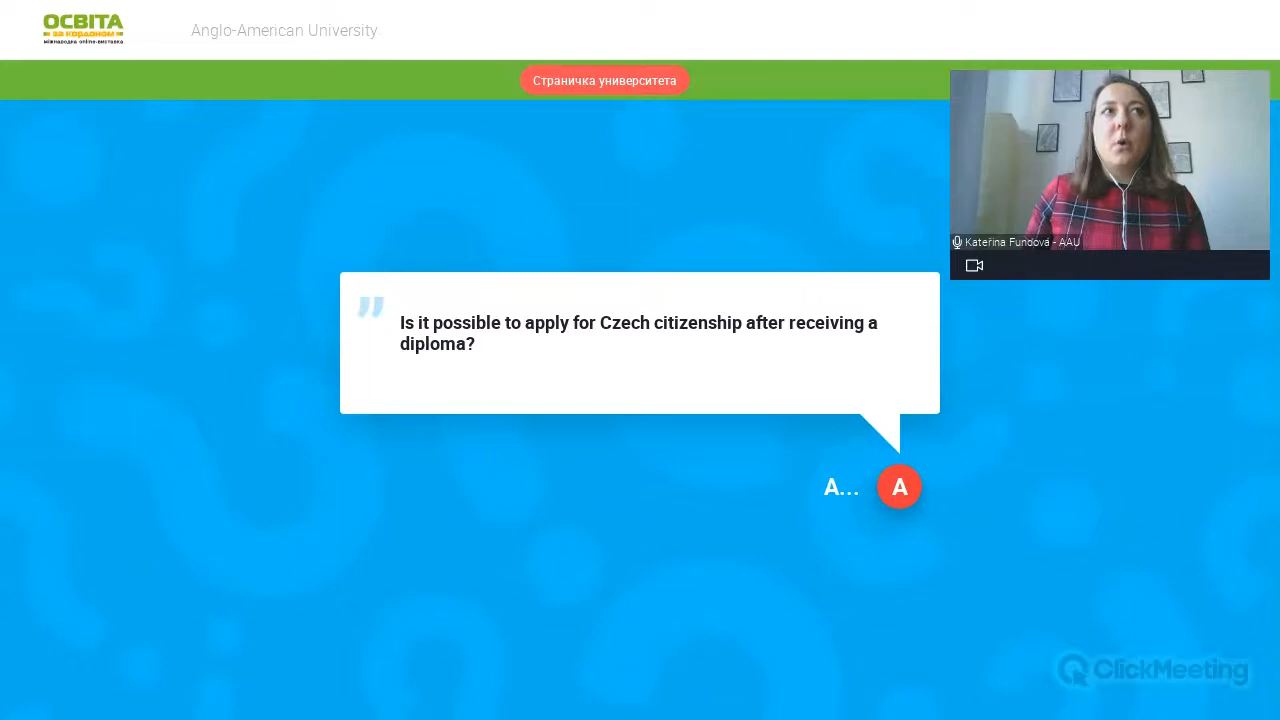 ОСВІТА
за кордоном
міжнародна online-виставка
Anglo-American University
Страничка университета
Kateřina Fundová - AAU
Is it possible to apply for Czech citizenship after receiving a
diploma?
A...
A
ClickMeeting